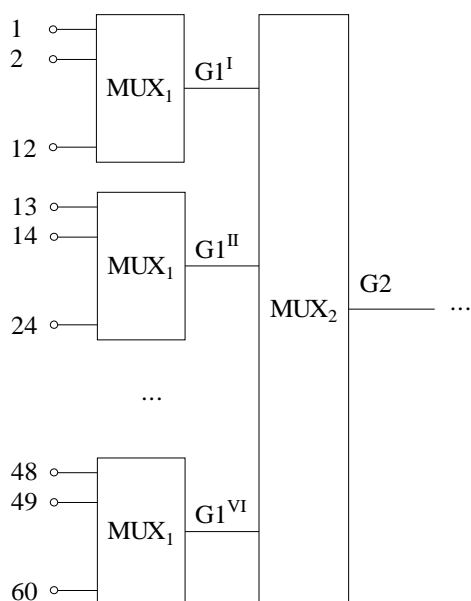 1
2
MUX₁
G1ᴵ
12
13
14
MUX₁
G1ᴵᴵ
24
MUX₂
G2
...
...
48
49
MUX₁
G1ⱽᴵ
60